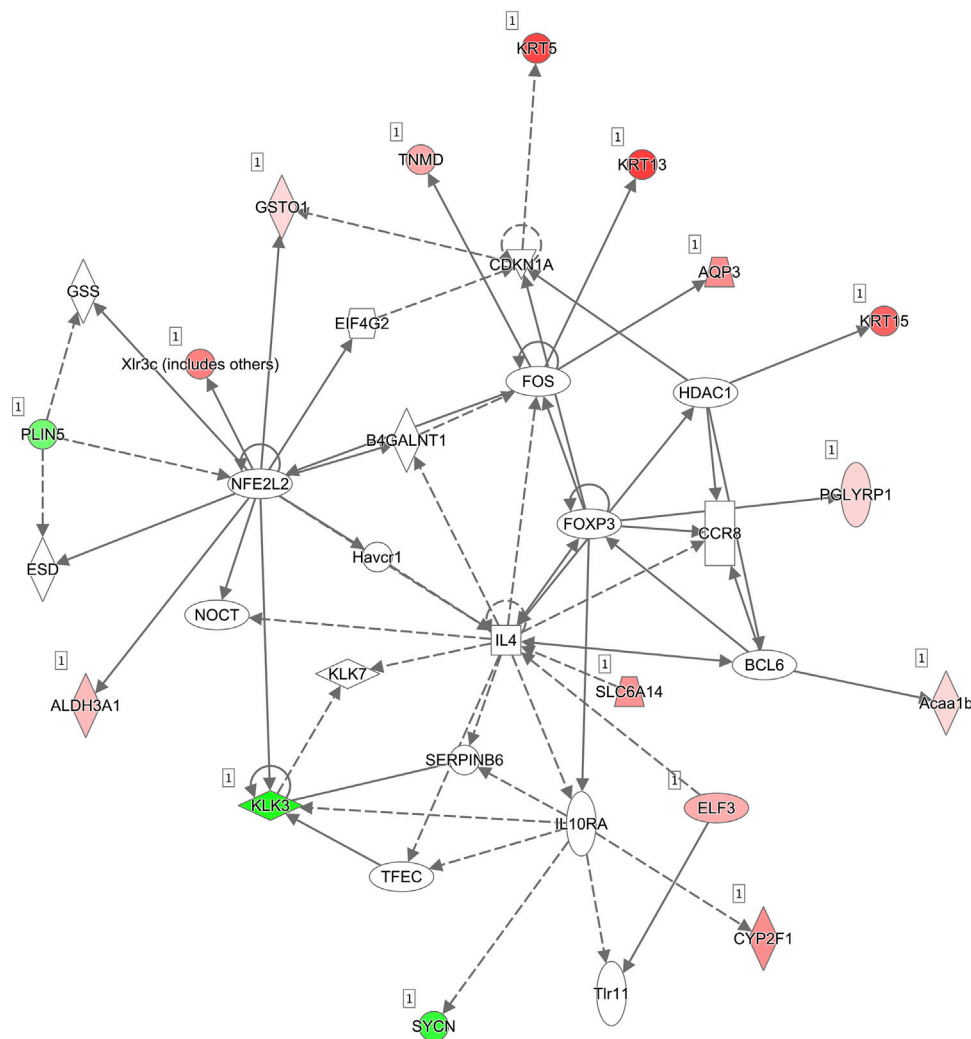 1
KRT5
1
TNMD
1
KRT13
1
GSTO1
1
AQP3
CDKN1A
GSS
1
KRT15
EIF4G2
1
Xlr3c (includes others)
FOS
HDAC1
1
PLIN5
B4GALNT1
NFE2L2
1
PGLYRP1
FOXP3
CCR8
Havcr1
ESD
NOCT
IL4
BCL6
1
KLK7
1
SLC6A14
1
ALDH3A1
Acaa1b
SERPINB6
1
KLK3
1
ELF3
IL10RA
TFEC
1
CYP2F1
Tlr11
1
SYCN